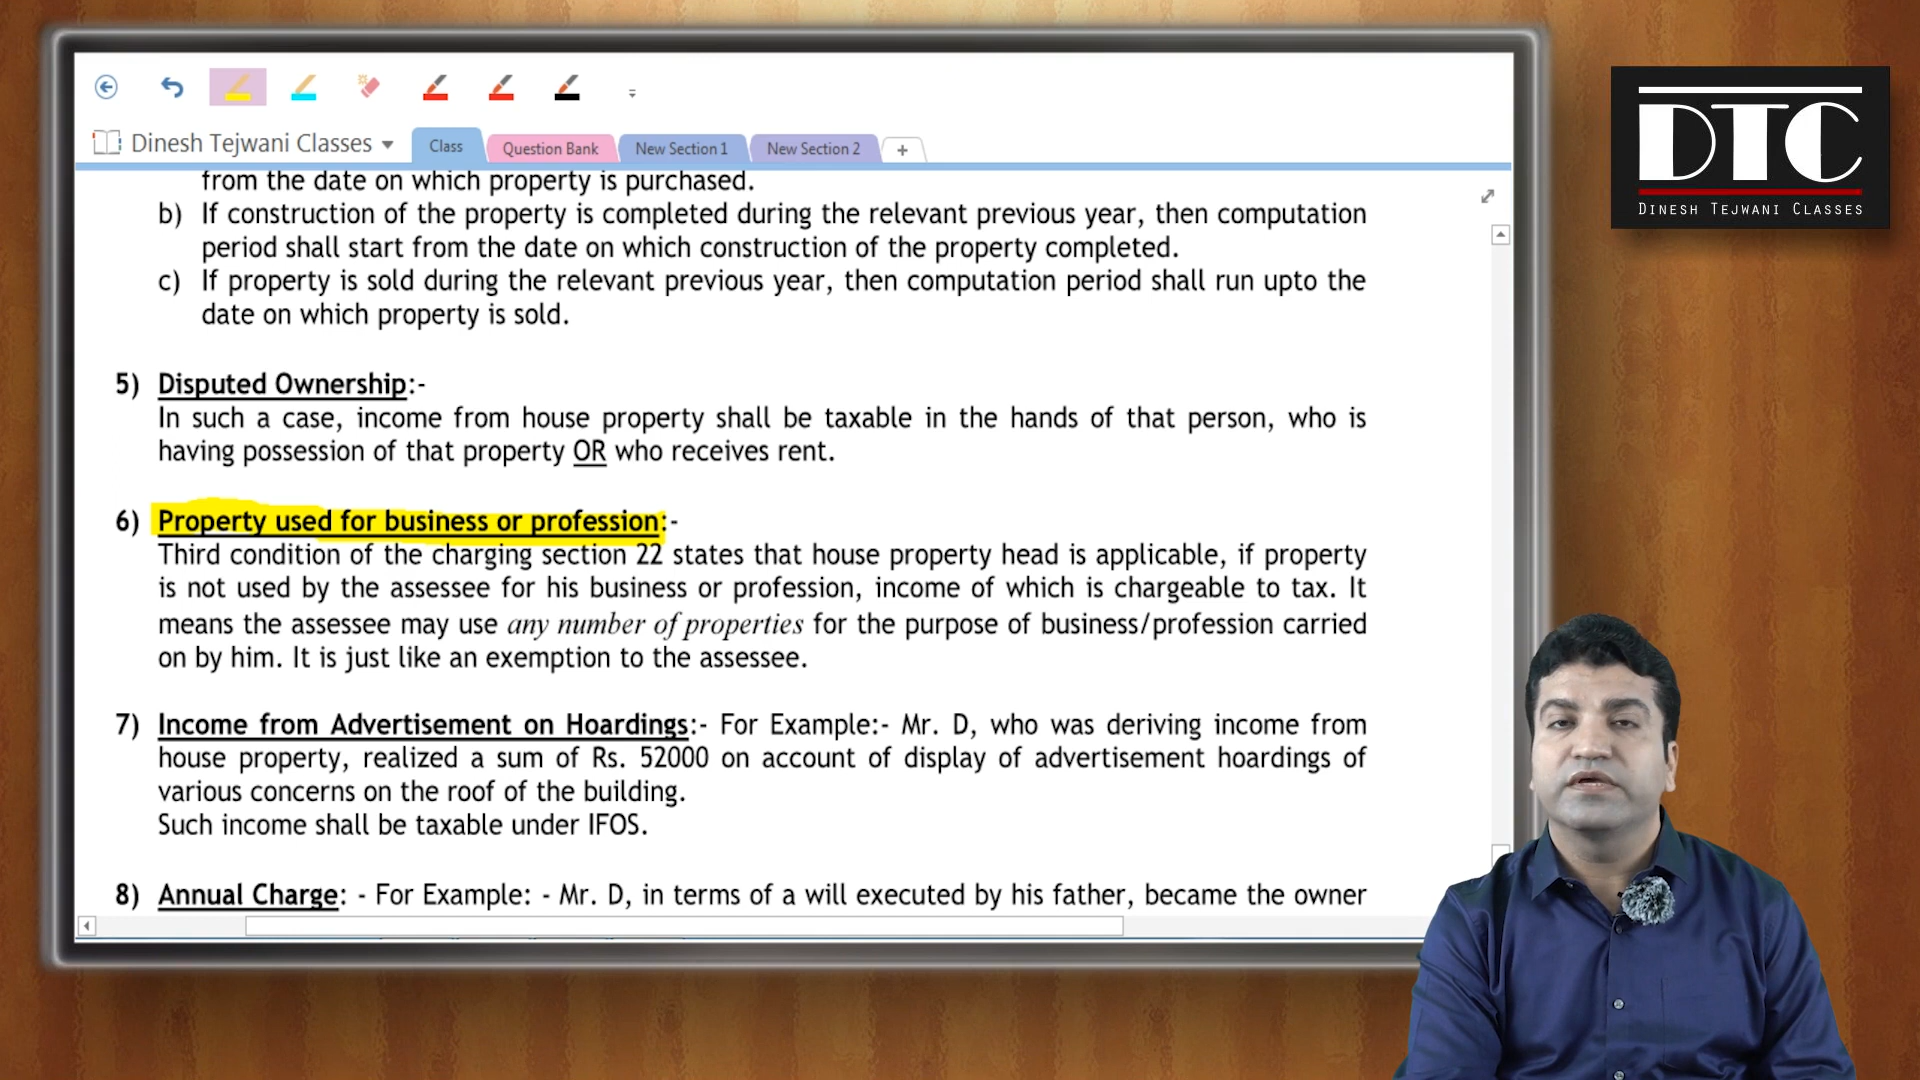 Dinesh Tejwani Classes
Class
Question Bank
New Section 1
New Section 2
DTC
DINESH TEJWANI CLASSES
from the date on which property is purchased.
b) If construction of the property is completed during the relevant previous year, then computation
period shall start from the date on which construction of the property completed.
c) If property is sold during the relevant previous year, then computation period shall run upto the
date on which property is sold.
5) Disputed Ownership:-
In such a case, income from house property shall be taxable in the hands of that person, who is
having possession of that property OR who receives rent.
6) Property used for business or profession:-
Third condition of the charging section 22 states that house property head is applicable, if property
is not used by the assessee for his business or profession, income of which is chargeable to tax. It
means the assessee may use any number of properties for the purpose of business/profession carried
on by him. It is just like an exemption to the assessee.
7) Income from Advertisement on Hoardings:- For Example:- Mr. D, who was deriving income from
house property, realized a sum of Rs. 52000 on account of display of advertisement hoardings of
various concerns on the roof of the building.
Such income shall be taxable under IFOS.
8) Annual Charge: - For Example: - Mr. D, in terms of a will executed by his father, became the owner